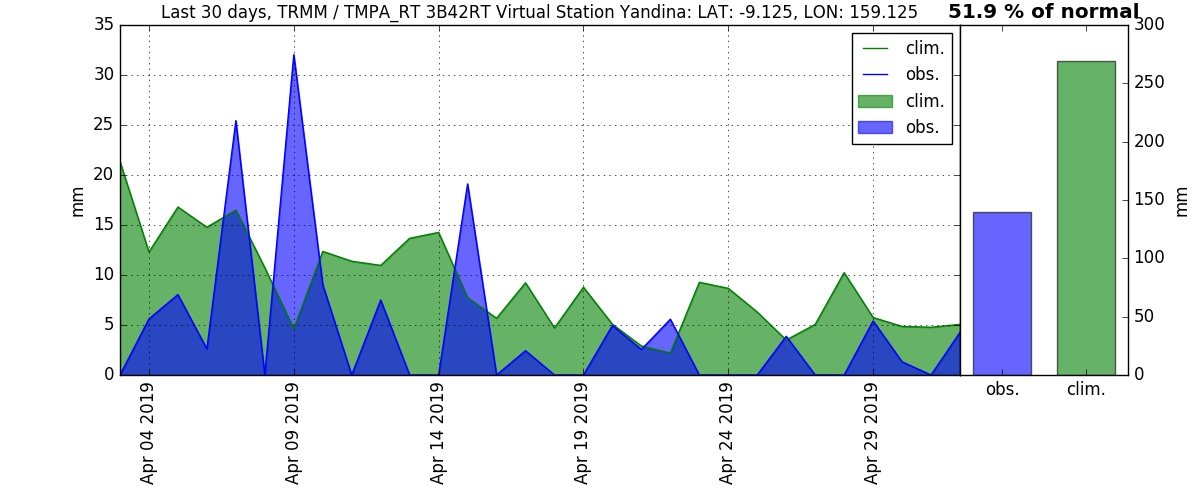 Last 30 days, TRMM / TMPA_RT 3B42RT Virtual Station Yandina: LAT: -9.125, LON: 159.125
51.9 % of normal
35
30
25
20
15
10
5
0
mm
clim.
obs.
clim.
obs.
Apr 04 2019
Apr 09 2019
Apr 14 2019
Apr 19 2019
Apr 24 2019
Apr 29 2019
300
250
200
150
100
50
0
mm
obs.
clim.